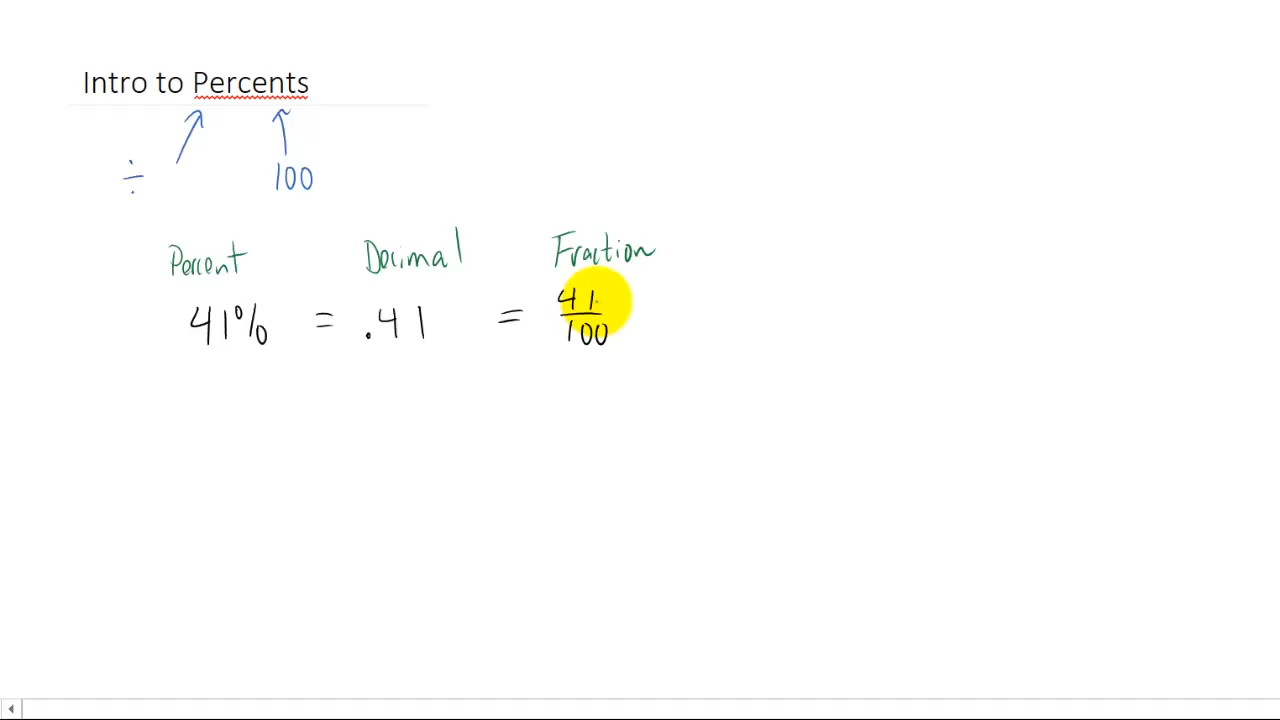 Intro to Percents
÷ 100
Percent Decimal Fraction
41% = .41 = 41/100